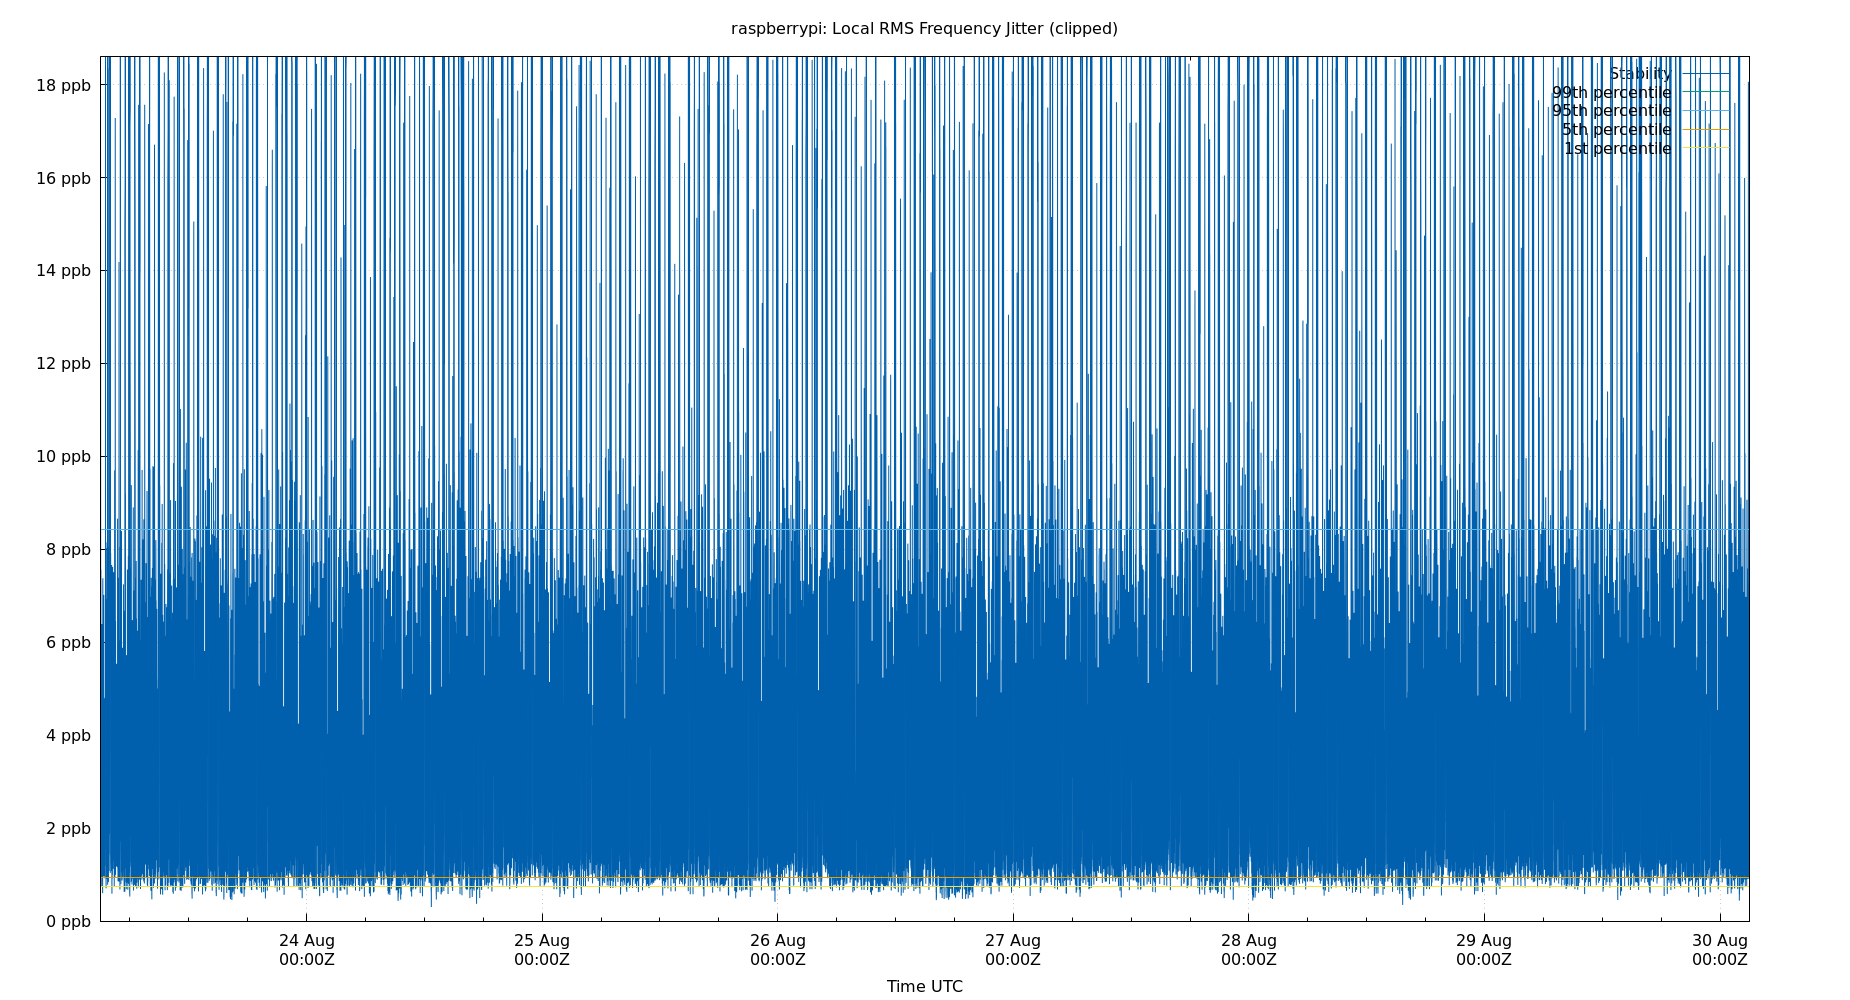 raspberrypi: Local RMS Frequency Jitter (clipped)
18 ppb
16 ppb
14 ppb
12 ppb
10 ppb
8 ppb
6 ppb
4 ppb
2 ppb
0 ppb
Stability
99th percentile
95th percentile
5th percentile
1st percentile
24 Aug 25 Aug 26 Aug 27 Aug 28 Aug 29 Aug 30 Aug
00:00Z 00:00Z 00:00Z 00:00Z 00:00Z 00:00Z 00:00Z
Time UTC